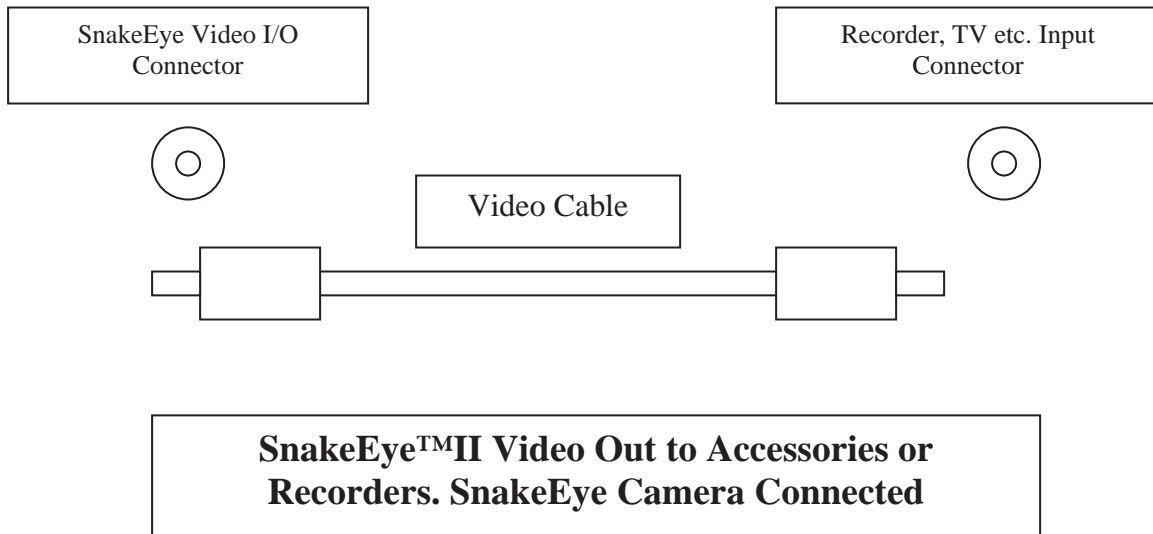 SnakeEye Video I/O
Connector
Recorder, TV etc. Input
Connector
Video Cable
SnakeEye™II Video Out to Accessories or
Recorders. SnakeEye Camera Connected